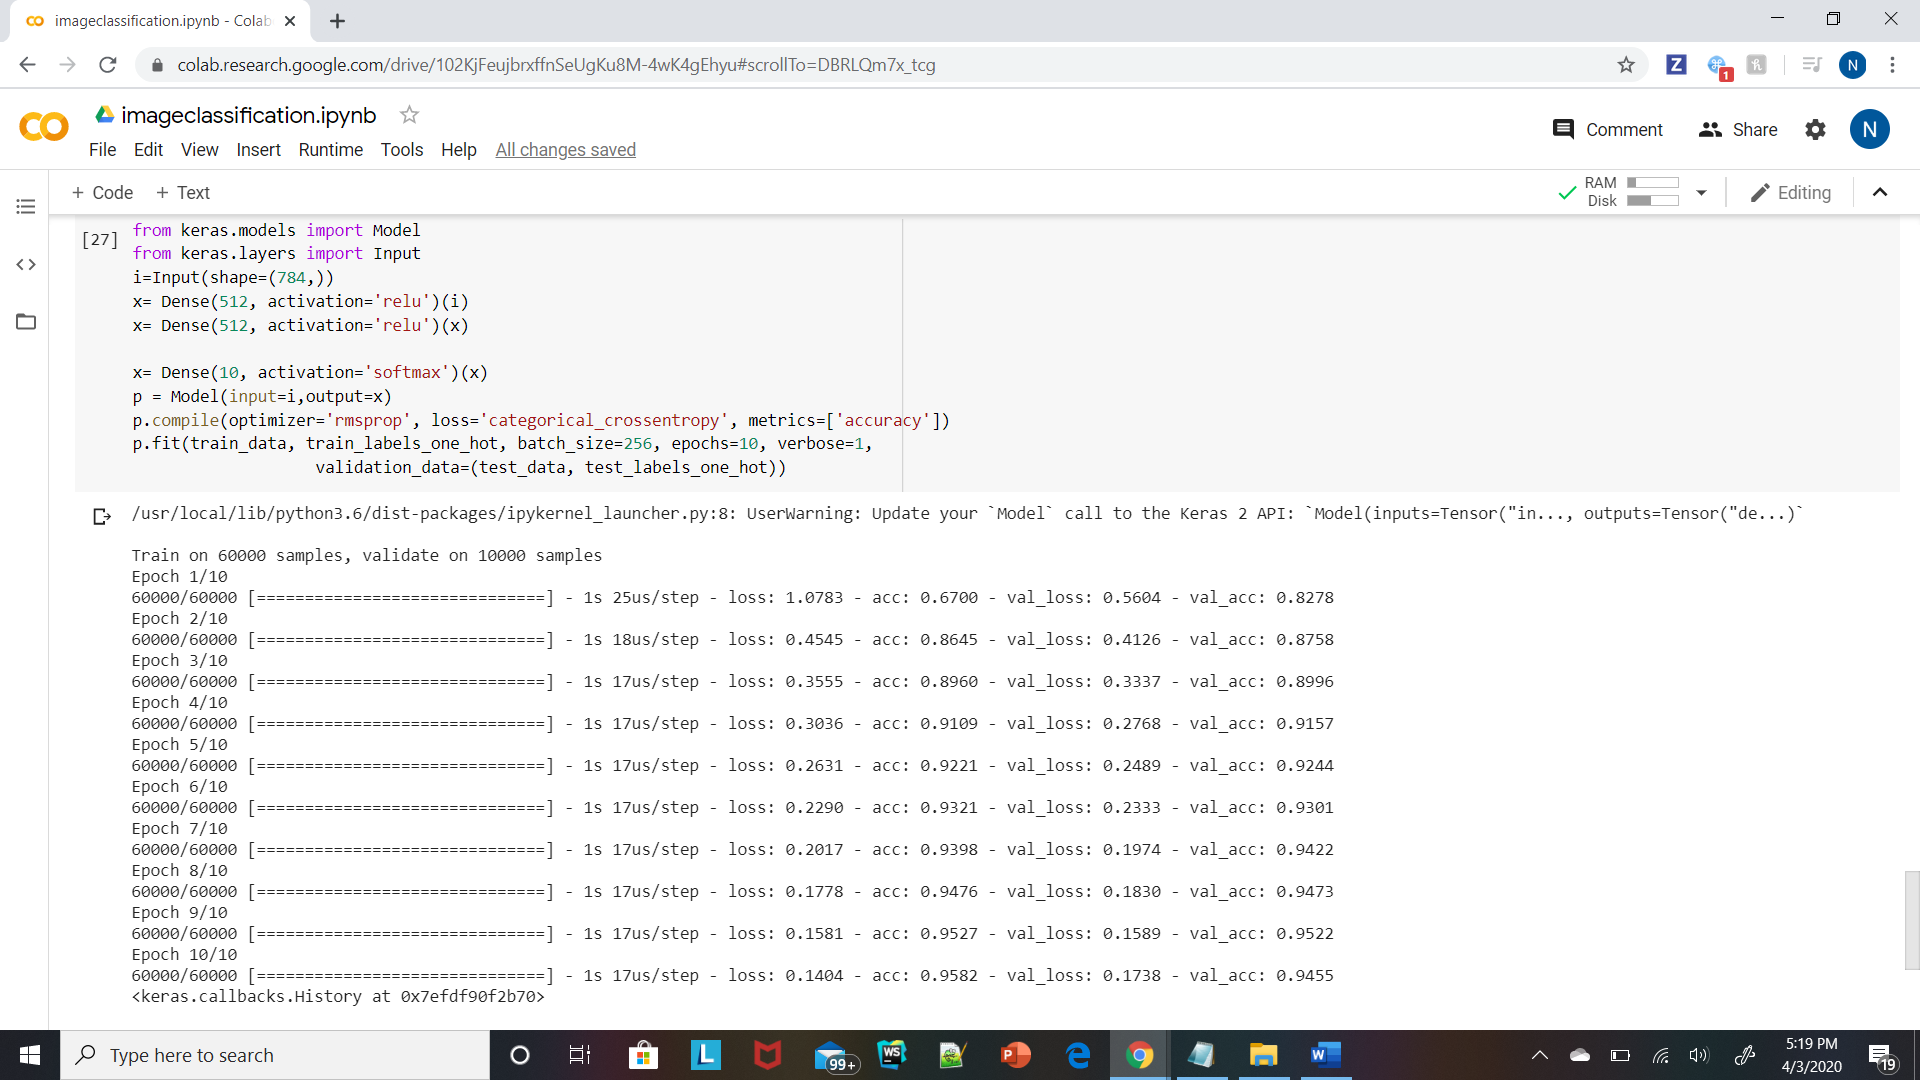 imageclassification.ipynb - Colab
colab.research.google.com/drive/102KjFeujbrxffnSeUgKu8M-4wK4gEhyu#scrollTo=DBRLQm7x_tcg
Z
1
N
imageclassification.ipynb
Comment
Share
N
File Edit View Insert Runtime Tools Help All changes saved
+ Code + Text
RAM
Disk
Editing
[27]
from keras.models import Model
from keras.layers import Input
i=Input(shape=(784,))
x= Dense(512, activation='relu')(i)
x= Dense(512, activation='relu')(x)
x= Dense(10, activation='softmax')(x)
p = Model(input=i,output=x)
p.compile(optimizer='rmsprop', loss='categorical_crossentropy', metrics=['accuracy'])
p.fit(train_data, train_labels_one_hot, batch_size=256, epochs=10, verbose=1,
validation_data=(test_data, test_labels_one_hot))
/usr/local/lib/python3.6/dist-packages/ipykernel_launcher.py:8: UserWarning: Update your `Model` call to the Keras 2 API: `Model(inputs=Tensor("in..., outputs=Tensor("de...)`
Train on 60000 samples, validate on 10000 samples
Epoch 1/10
60000/60000 [==============================] - 1s 25us/step - loss: 1.0783 - acc: 0.6700 - val_loss: 0.5604 - val_acc: 0.8278
Epoch 2/10
60000/60000 [==============================] - 1s 18us/step - loss: 0.4545 - acc: 0.8645 - val_loss: 0.4126 - val_acc: 0.8758
Epoch 3/10
60000/60000 [==============================] - 1s 17us/step - loss: 0.3555 - acc: 0.8960 - val_loss: 0.3337 - val_acc: 0.8996
Epoch 4/10
60000/60000 [==============================] - 1s 17us/step - loss: 0.3036 - acc: 0.9109 - val_loss: 0.2768 - val_acc: 0.9157
Epoch 5/10
60000/60000 [==============================] - 1s 17us/step - loss: 0.2631 - acc: 0.9221 - val_loss: 0.2489 - val_acc: 0.9244
Epoch 6/10
60000/60000 [==============================] - 1s 17us/step - loss: 0.2290 - acc: 0.9321 - val_loss: 0.2333 - val_acc: 0.9301
Epoch 7/10
60000/60000 [==============================] - 1s 17us/step - loss: 0.2017 - acc: 0.9398 - val_loss: 0.1974 - val_acc: 0.9422
Epoch 8/10
60000/60000 [==============================] - 1s 17us/step - loss: 0.1778 - acc: 0.9476 - val_loss: 0.1830 - val_acc: 0.9473
Epoch 9/10
60000/60000 [==============================] - 1s 17us/step - loss: 0.1581 - acc: 0.9527 - val_loss: 0.1589 - val_acc: 0.9522
Epoch 10/10
60000/60000 [==============================] - 1s 17us/step - loss: 0.1404 - acc: 0.9582 - val_loss: 0.1738 - val_acc: 0.9455
<keras.callbacks.History at 0x7efdf90f2b70>
Type here to search
L
99+
WS
P
W
5:19 PM
4/3/2020
19